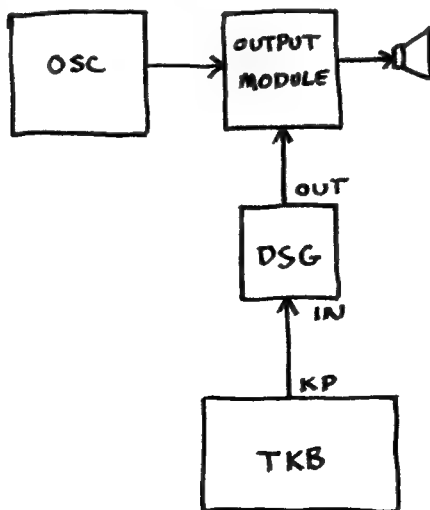 OSC
OUTPUT
MODULE
OUT
DSG
IN
KP
TKB